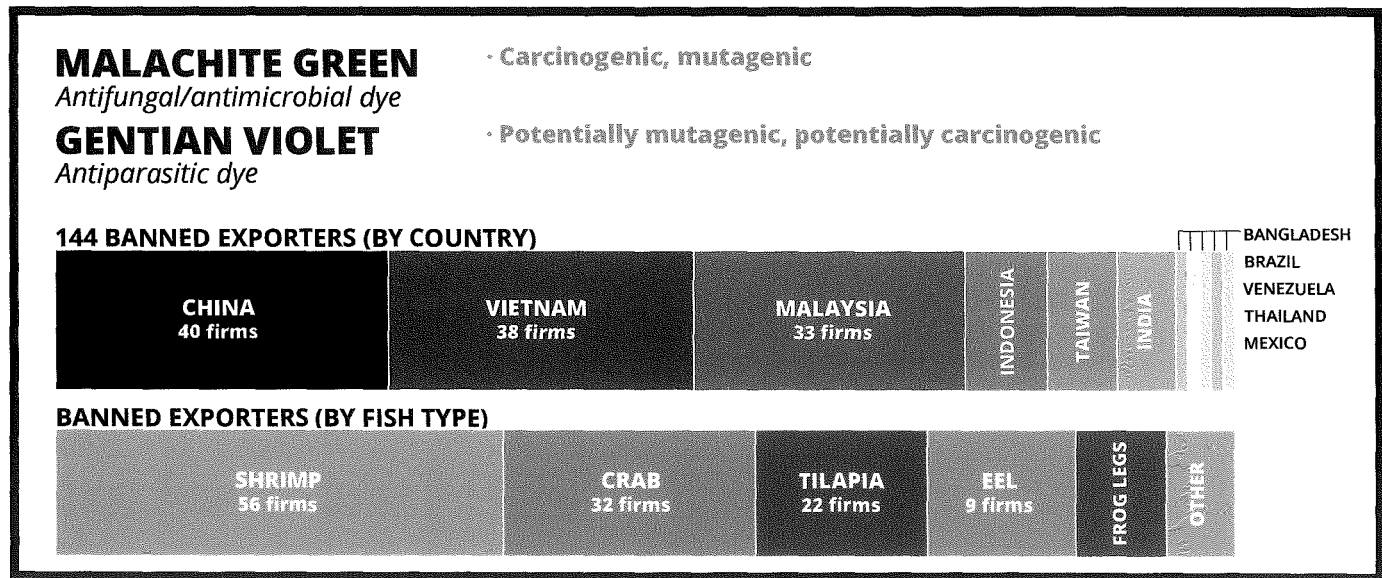 MALACHITE GREEN
Antifungal/antimicrobial dye
· Carcinogenic, mutagenic
GENTIAN VIOLET
Antiparasitic dye
· Potentially mutagenic, potentially carcinogenic
144 BANNED EXPORTERS (BY COUNTRY)
CHINA
40 firms
VIETNAM
38 firms
MALAYSIA
33 firms
INDONESIA
TAIWAN
INDIA
BANGLADESH
BRAZIL
VENEZUELA
THAILAND
MEXICO
BANNED EXPORTERS (BY FISH TYPE)
SHRIMP
56 firms
CRAB
32 firms
TILAPIA
22 firms
EEL
9 firms
FROG LEGS
OTHER